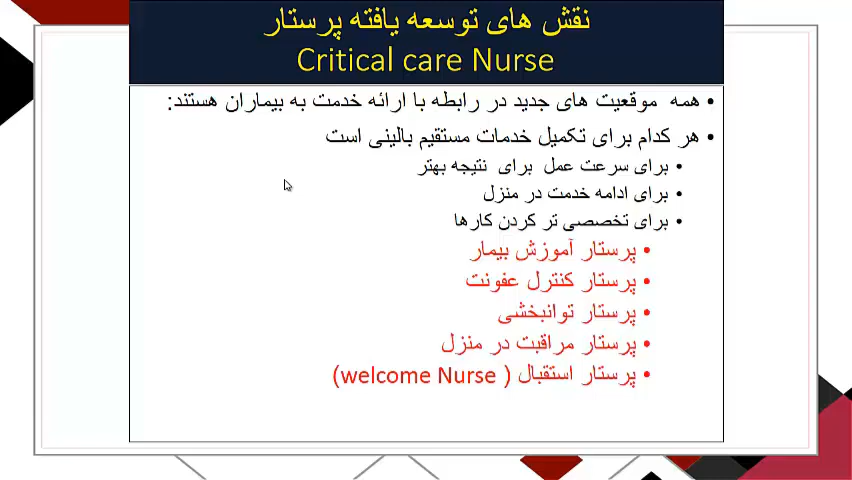 نقش های توسعه یافته پرستار
Critical care Nurse
• همه موقعیت های جدید در رابطه با ارائه خدمت به بیماران هستند:
• هر کدام برای تکمیل خدمات مستقیم بالینی است
• برای سرعت عمل برای نتیجه بهتر
• برای ادامه خدمت در منزل
• برای تخصصی تر کردن کارها
• پرستار آموزش بیمار
• پرستار کنترل عفونت
• پرستار توانبخشی
• پرستار مراقبت در منزل
• پرستار استقبال ( welcome Nurse)